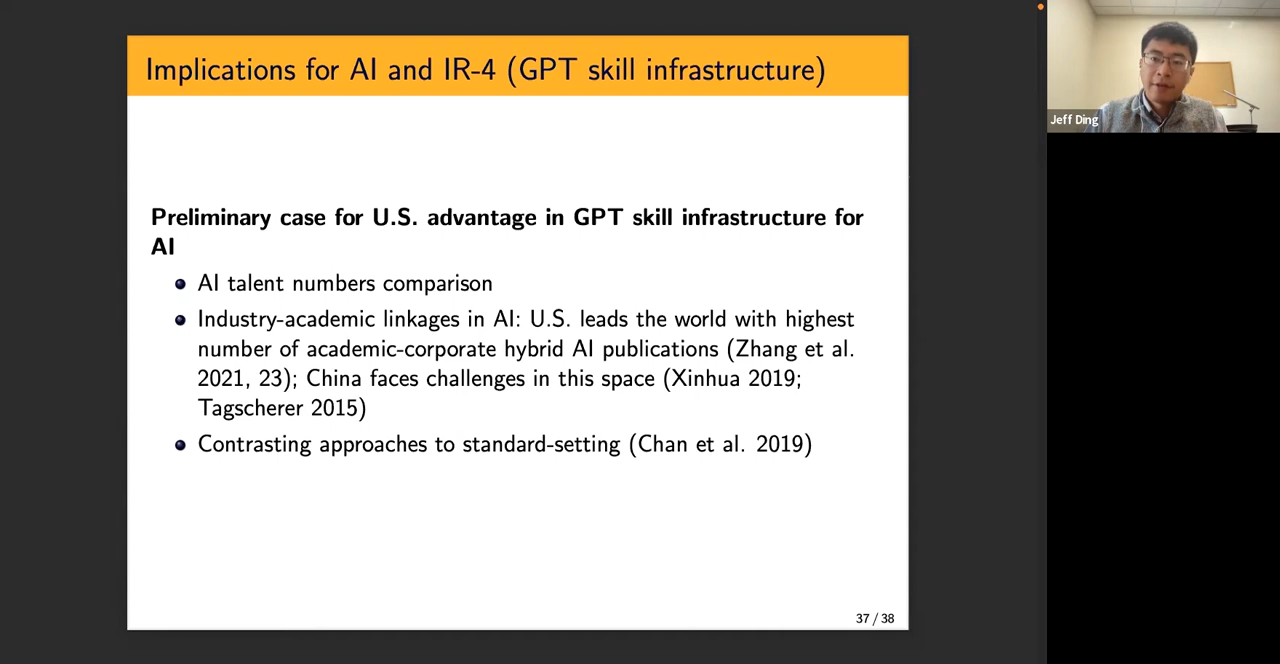 Implications for AI and IR-4 (GPT skill infrastructure)
Preliminary case for U.S. advantage in GPT skill infrastructure for
AI
AI talent numbers comparison
Industry-academic linkages in AI: U.S. leads the world with highest
number of academic-corporate hybrid AI publications (Zhang et al.
2021, 23); China faces challenges in this space (Xinhua 2019;
Tagscherer 2015)
Contrasting approaches to standard-setting (Chan et al. 2019)
37 / 38
Jeff Ding